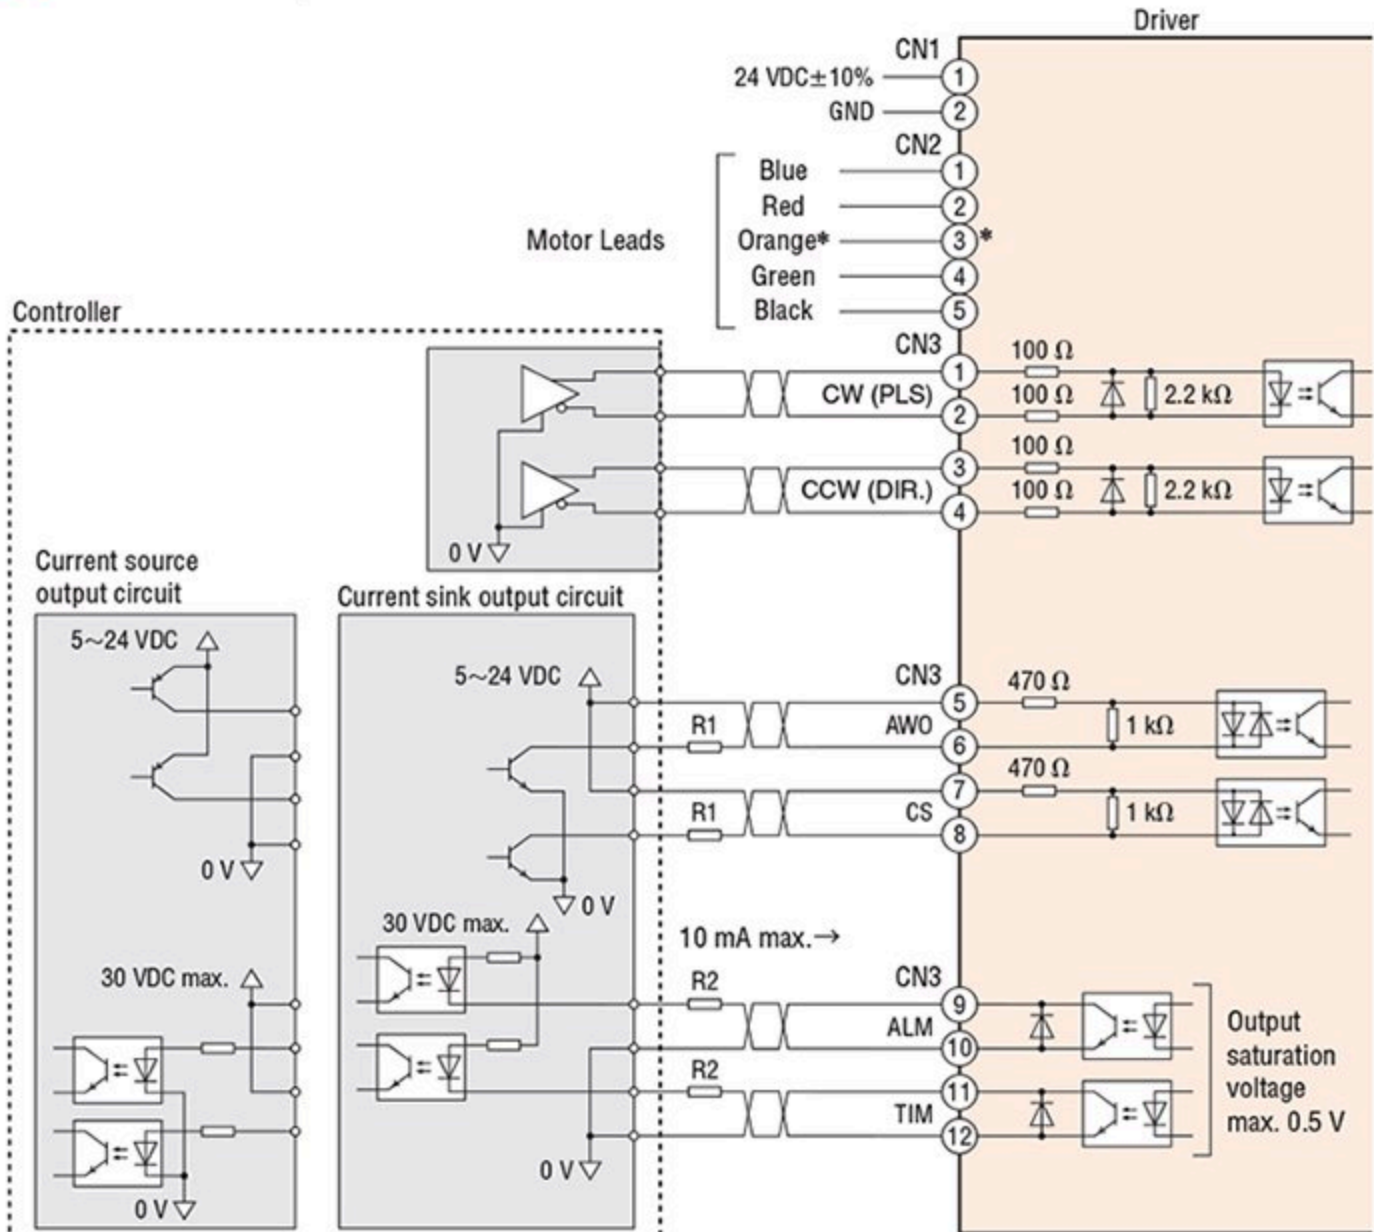 Driver
CN1
24 VDC±10%
1
GND
2
CN2
Blue
1
Red
2
Motor Leads
Orange*
3
*
Green
4
Black
5
Controller
CN3
100 Ω
1
CW (PLS)
100 Ω
2.2 kΩ
2
100 Ω
3
CCW (DIR.)
100 Ω
2.2 kΩ
4
0 V
Current source
output circuit
Current sink output circuit
5~24 VDC
5~24 VDC
CN3
470 Ω
5
R1
AWO
1 kΩ
6
470 Ω
7
R1
CS
1 kΩ
8
0 V
0 V
30 VDC max.
10 mA max.→
30 VDC max.
R2
CN3
9
ALM
10
R2
11
TIM
12
Output
saturation
voltage
max. 0.5 V
0 V
0 V